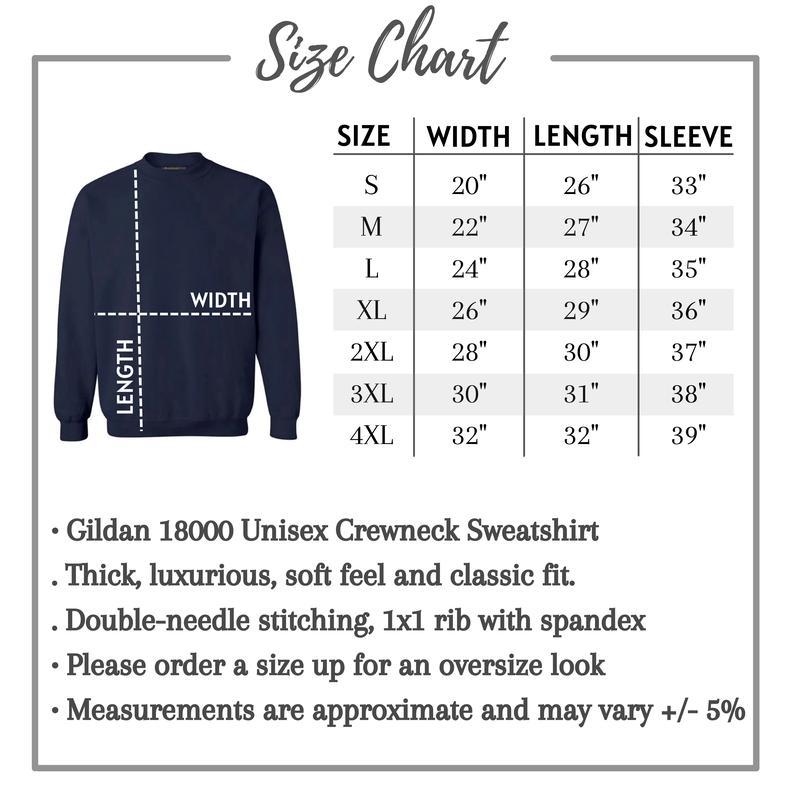 Size Chart
SIZE WIDTH LENGTH SLEEVE
S 20" 26" 33"
M 22" 27" 34"
L 24" 28" 35"
XL 26" 29" 36"
2XL 28" 30" 37"
3XL 30" 31" 38"
4XL 32" 32" 39"
WIDTH
LENGTH
• Gildan 18000 Unisex Crewneck Sweatshirt
. Thick, luxurious, soft feel and classic fit.
. Double-needle stitching, 1x1 rib with spandex
• Please order a size up for an oversize look
• Measurements are approximate and may vary +/- 5%